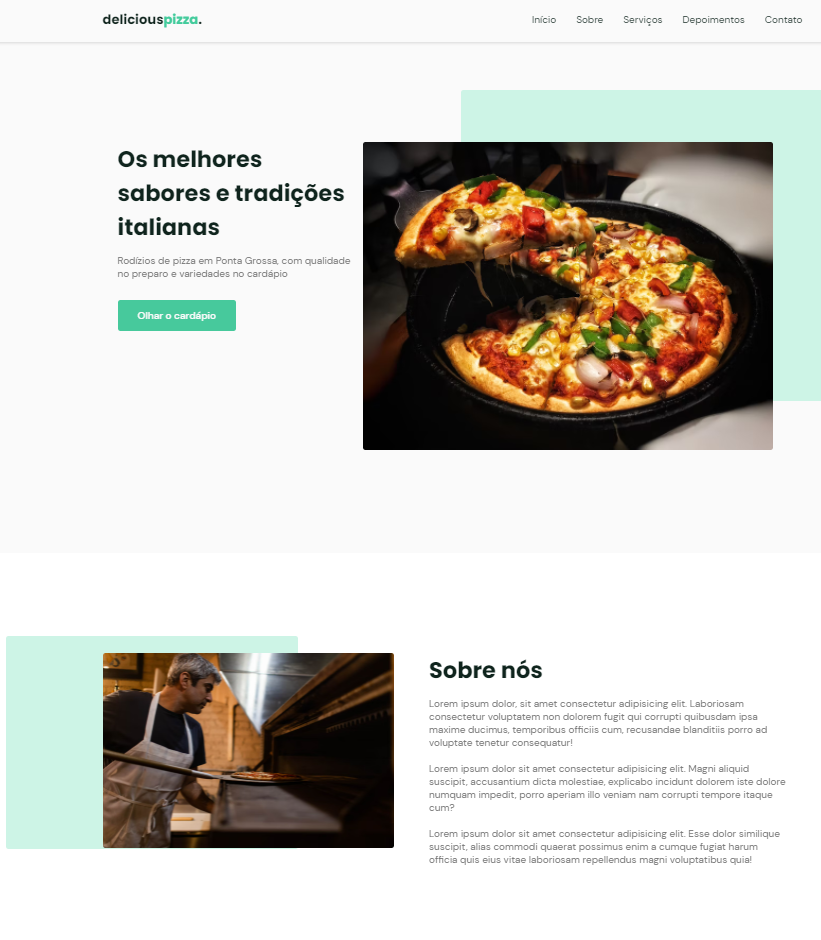 deliciouspizza.
Início Sobre Serviços Depoimentos Contato
Os melhores
sabores e tradições
italianas
Rodízios de pizza em Ponta Grossa, com qualidade
no preparo e variedades no cardápio
Olhar o cardápio
Sobre nós
Lorem ipsum dolor, sit amet consectetur adipisicing elit. Laboriosam
consectetur voluptatem non dolorem fugit qui corrupti quibusdam ipsa
maxime ducimus, temporibus officiis cum, recusandae blanditiis porro ad
voluptate tenetur consequatur!
Lorem ipsum dolor sit amet consectetur adipisicing elit. Magni aliquid
suscipit, accusantium dicta molestiae, explicabo incidunt dolorem iste dolore
numquam impedit, porro aperiam illo veniam nam corrupti tempore itaque
cum?
Lorem ipsum dolor sit amet consectetur adipisicing elit. Esse dolor similique
suscipit, alias commodi quaerat possimus enim a cumque fugiat harum
officia quis eius vitae laboriosam repellendus magni voluptatibus quia!